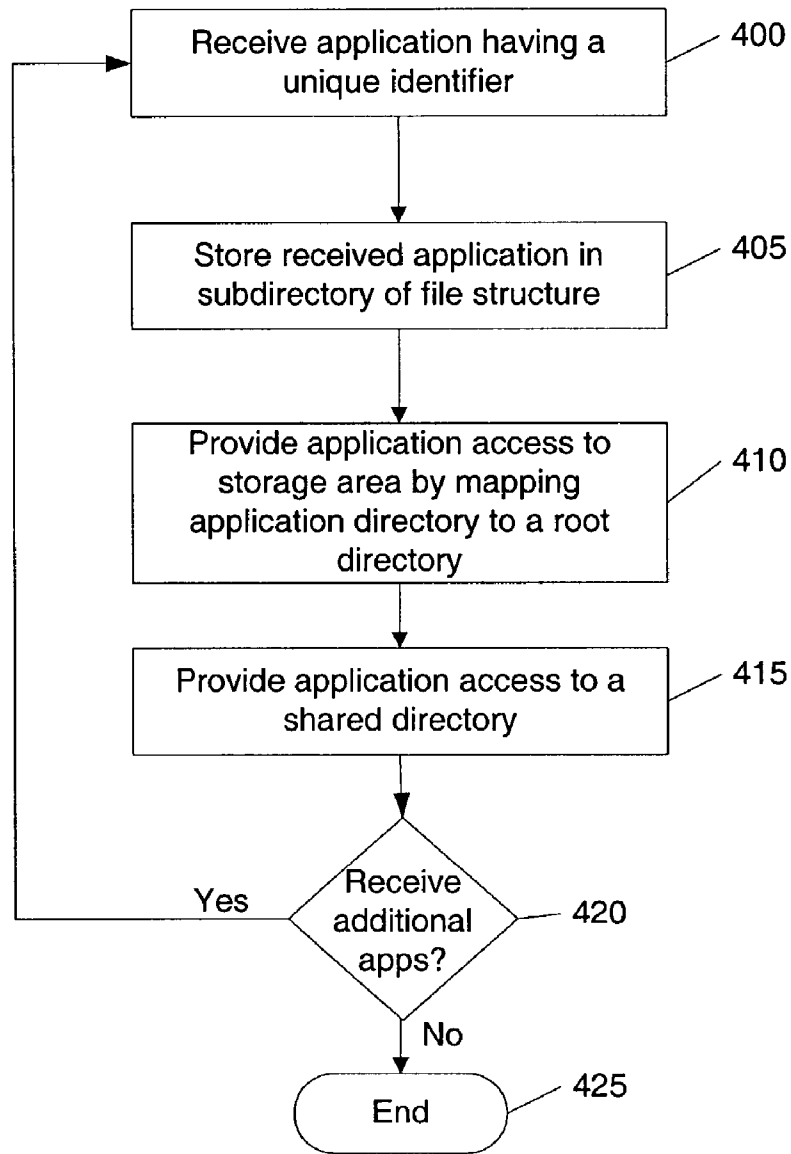 Receive application having a
unique identifier
400
Store received application in
subdirectory of file structure
405
Provide application access to
storage area by mapping
application directory to a root
directory
410
Provide application access to a
shared directory
415
Receive
additional
apps?
420
Yes
No
End
425